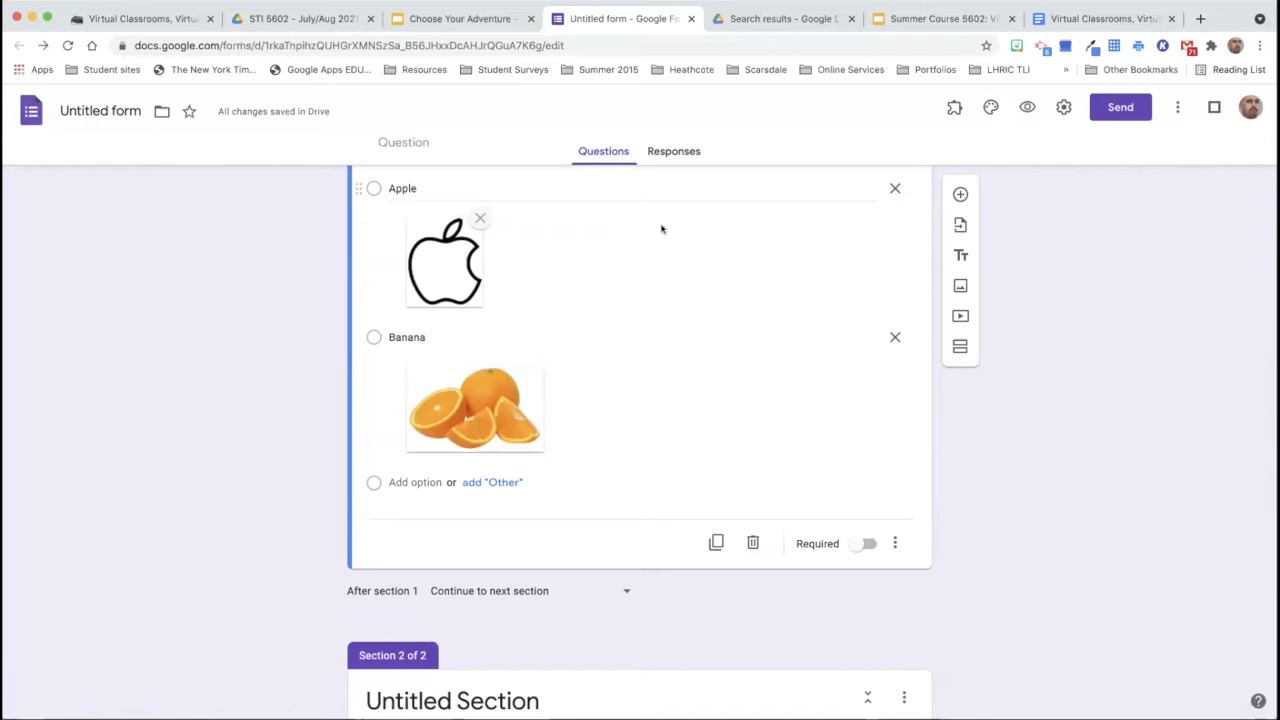 Virtual Classrooms, Virtu
STI 5602 - July/Aug 2021
Choose Your Adventure -
Untitled form - Google Fo
Search results - Google D
Summer Course 5602: Vi
Virtual Classrooms, Virtu
docs.google.com/forms/d/1rkaTnpihzQUHGrXMNSzSa_B56JHxxDcAHJrQGuA7K6g/edit
Apps
Student sites
The New York Tim...
Google Apps EDU...
Resources
Student Surveys
Summer 2015
Heathcote
Scarsdale
Online Services
Portfolios
LHRIC TLI
»
Other Bookmarks
Reading List
Untitled form
All changes saved in Drive
Send
Question
Questions
Responses
Apple
Banana
Add option or add "Other"
Required
After section 1 Continue to next section
Section 2 of 2
Untitled Section